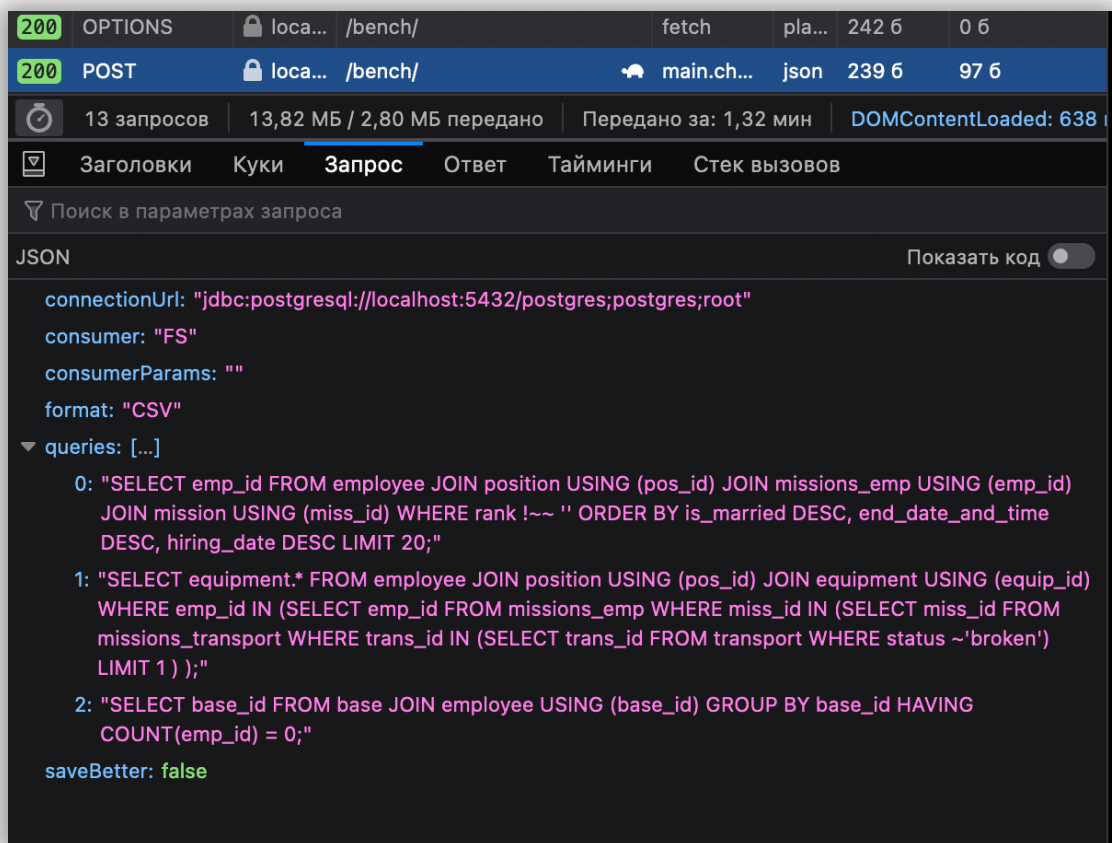 200 OPTIONS loca... /bench/ fetch pla... 242 б 0 б
200 POST loca... /bench/ main.ch... json 239 б 97 б
13 запросов 13,82 МБ / 2,80 МБ передано Передано за: 1,32 мин DOMContentLoaded: 638
Заголовки Куки Запрос Ответ Тайминги Стек вызовов
Поиск в параметрах запроса
JSON Показать код
connectionUrl: "jdbc:postgresql://localhost:5432/postgres;postgres;root"
consumer: "FS"
consumerParams: ""
format: "CSV"
queries: [...]
0: "SELECT emp_id FROM employee JOIN position USING (pos_id) JOIN missions_emp USING (emp_id)
JOIN mission USING (miss_id) WHERE rank !~~ '' ORDER BY is_married DESC, end_date_and_time
DESC, hiring_date DESC LIMIT 20;"
1: "SELECT equipment.* FROM employee JOIN position USING (pos_id) JOIN equipment USING (equip_id)
WHERE emp_id IN (SELECT emp_id FROM missions_emp WHERE miss_id IN (SELECT miss_id FROM
missions_transport WHERE trans_id IN (SELECT trans_id FROM transport WHERE status ~'broken')
LIMIT 1 ) );"
2: "SELECT base_id FROM base JOIN employee USING (base_id) GROUP BY base_id HAVING
COUNT(emp_id) = 0;"
saveBetter: false